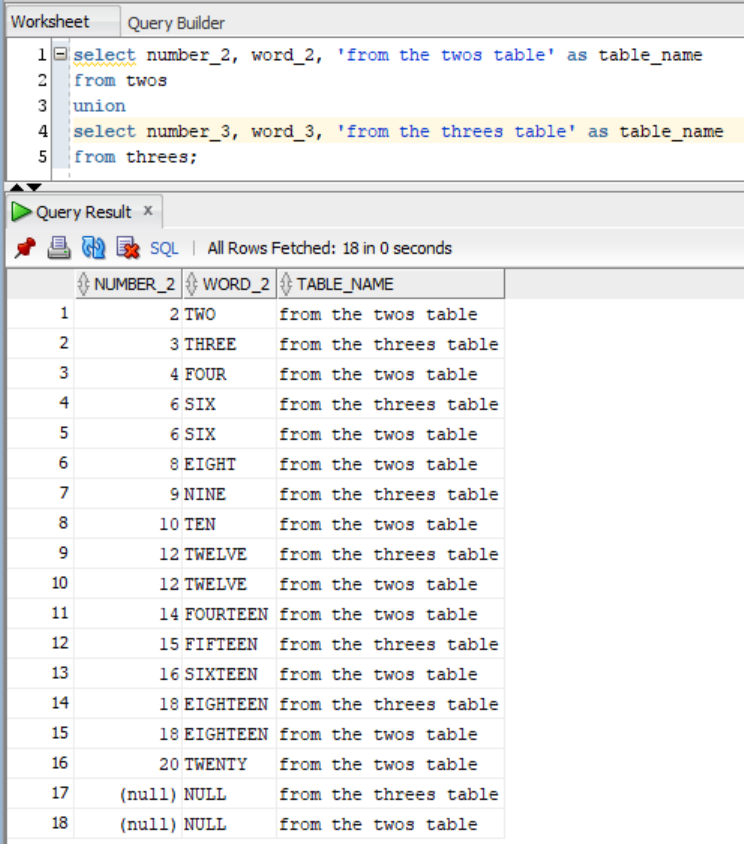 Worksheet Query Builder
1 select number_2, word_2, 'from the twos table' as table_name
2 from twos
3 union
4 select number_3, word_3, 'from the threes table' as table_name
5 from threes;
Query Result x
SQL | All Rows Fetched: 18 in 0 seconds
NUMBER_2 WORD_2 TABLE_NAME
1 2 TWO from the twos table
2 3 THREE from the threes table
3 4 FOUR from the twos table
4 6 SIX from the threes table
5 6 SIX from the twos table
6 8 EIGHT from the twos table
7 9 NINE from the threes table
8 10 TEN from the twos table
9 12 TWELVE from the threes table
10 12 TWELVE from the twos table
11 14 FOURTEEN from the twos table
12 15 FIFTEEN from the threes table
13 16 SIXTEEN from the twos table
14 18 EIGHTEEN from the threes table
15 18 EIGHTEEN from the twos table
16 20 TWENTY from the twos table
17 (null) NULL from the threes table
18 (null) NULL from the twos table